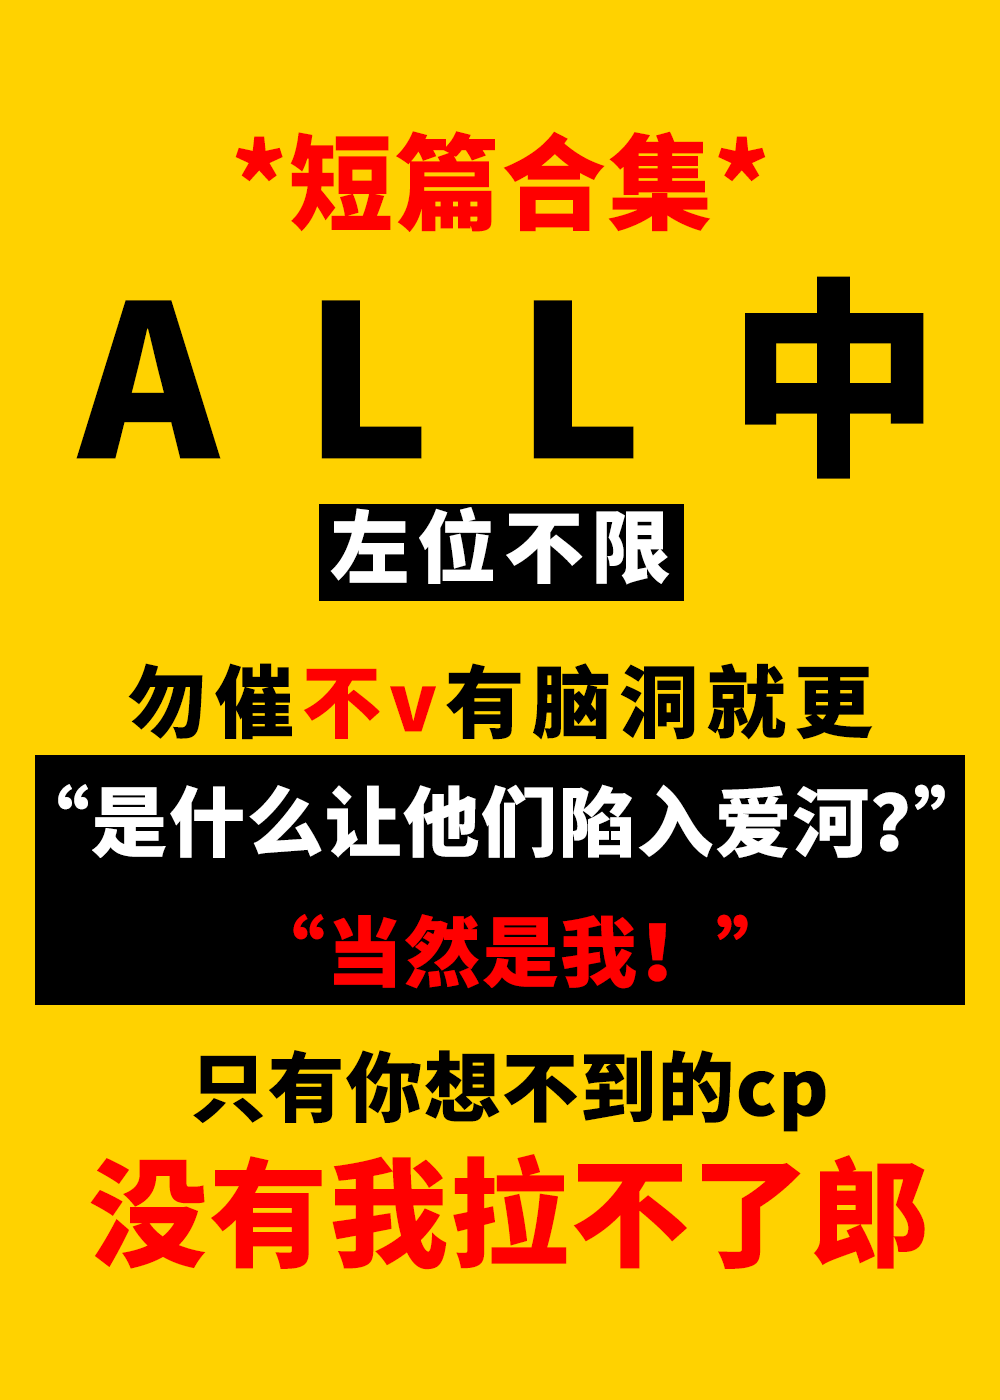 *短篇合集*
ALL中
左位不限
勿催不v有脑洞就更
“是什么让他们陷入爱河?”
“当然是我！”
只有你想不到的cp
没有我拉不了郎